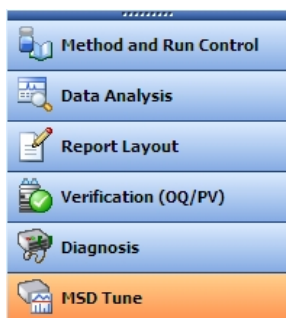 Method and Run Control
Data Analysis
Report Layout
Verification (OQ/PV)
Diagnosis
MSD Tune